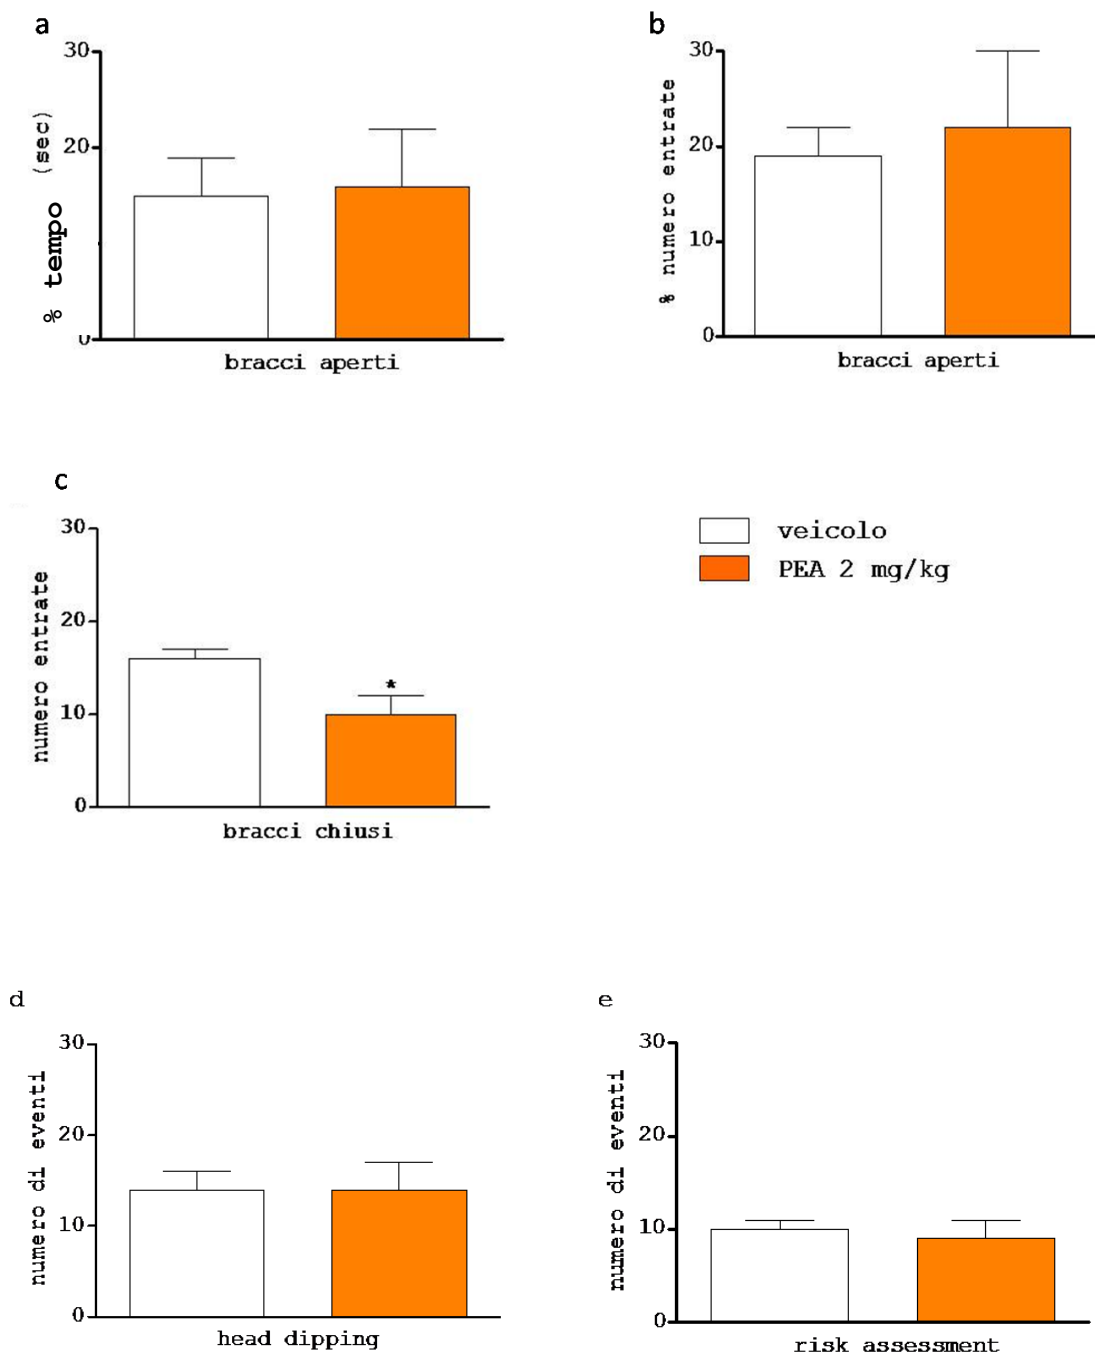 a
30
20
0
% tempo (sec)
bracci aperti
b
30
20
10
0
% numero entrate
bracci aperti
c
30
20
10
0
numero entrate
*
bracci chiusi
veicolo
PEA 2 mg/kg
d
30
20
10
0
numero di eventi
head dipping
e
30
20
10
0
numero di eventi
risk assessment